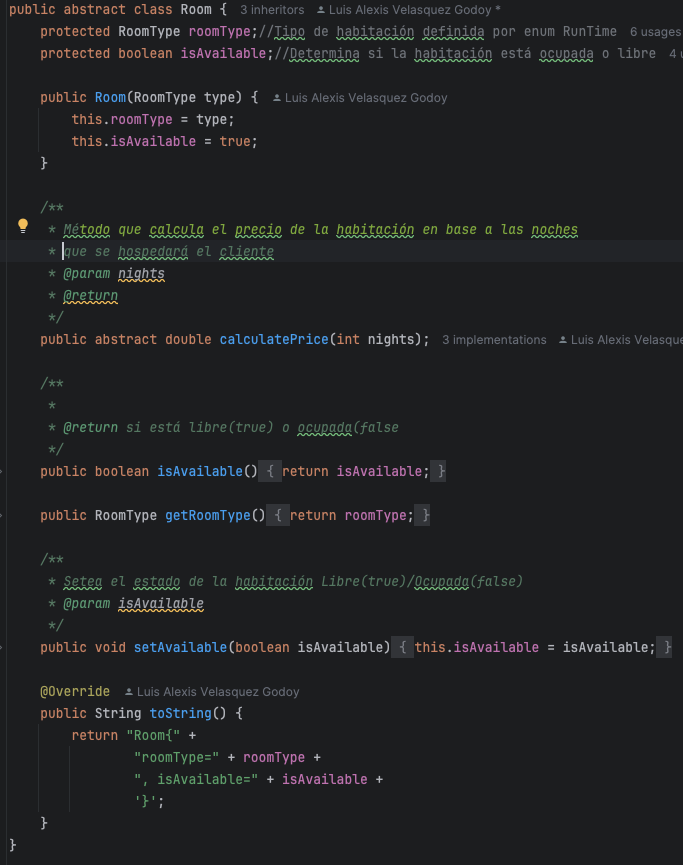 public abstract class Room { 3 inheritors Luis Alexis Velasquez Godoy *
protected RoomType roomType;//Tipo de habitación definida por enum RunTime 6 usages
protected boolean isAvailable;//Determina si la habitación está ocupada o libre 4 u
public Room(RoomType type) { Luis Alexis Velasquez Godoy
this.roomType = type;
this.isAvailable = true;
}
/**
* Método que calcula el precio de la habitación en base a las noches
* que se hospedará el cliente
* @param nights
* @return
*/
public abstract double calculatePrice(int nights); 3 implementations Luis Alexis Velasque
/**
*
* @return si está libre(true) o ocupada(false
*/
public boolean isAvailable() { return isAvailable; }
public RoomType getRoomType() { return roomType; }
/**
* Setea el estado de la habitación Libre(true)/Ocupada(false)
* @param isAvailable
*/
public void setAvailable(boolean isAvailable) { this.isAvailable = isAvailable; }
@Override Luis Alexis Velasquez Godoy
public String toString() {
return "Room{" +
"roomType=" + roomType +
", isAvailable=" + isAvailable +
'}';
}
}